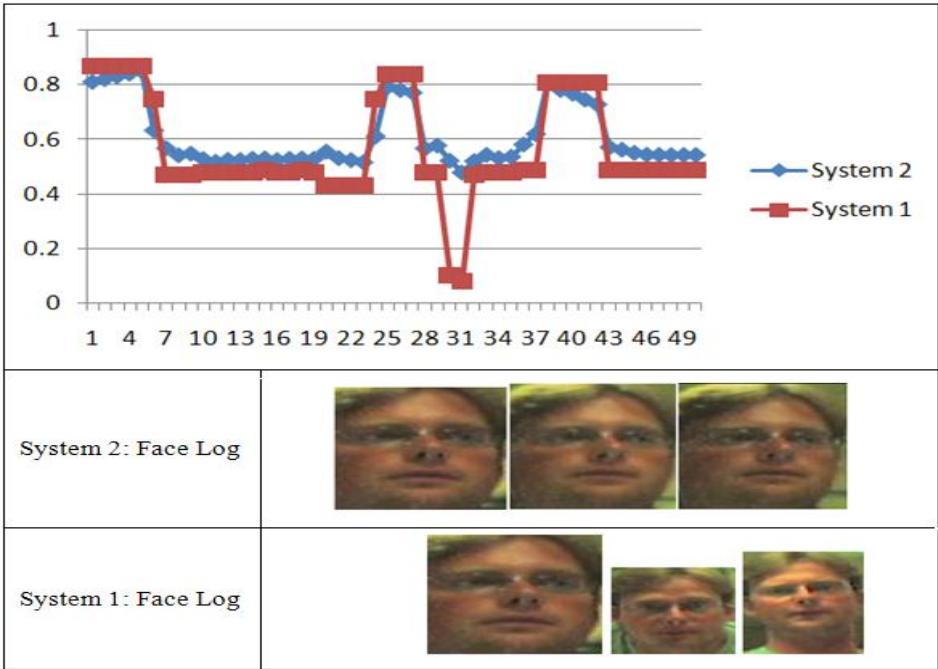 1
0.8
0.6
0.4
0.2
0
1 4 7 10 13 16 19 22 25 28 31 34 37 40 43 46 49
System 2
System 1
System 2: Face Log
System 1: Face Log